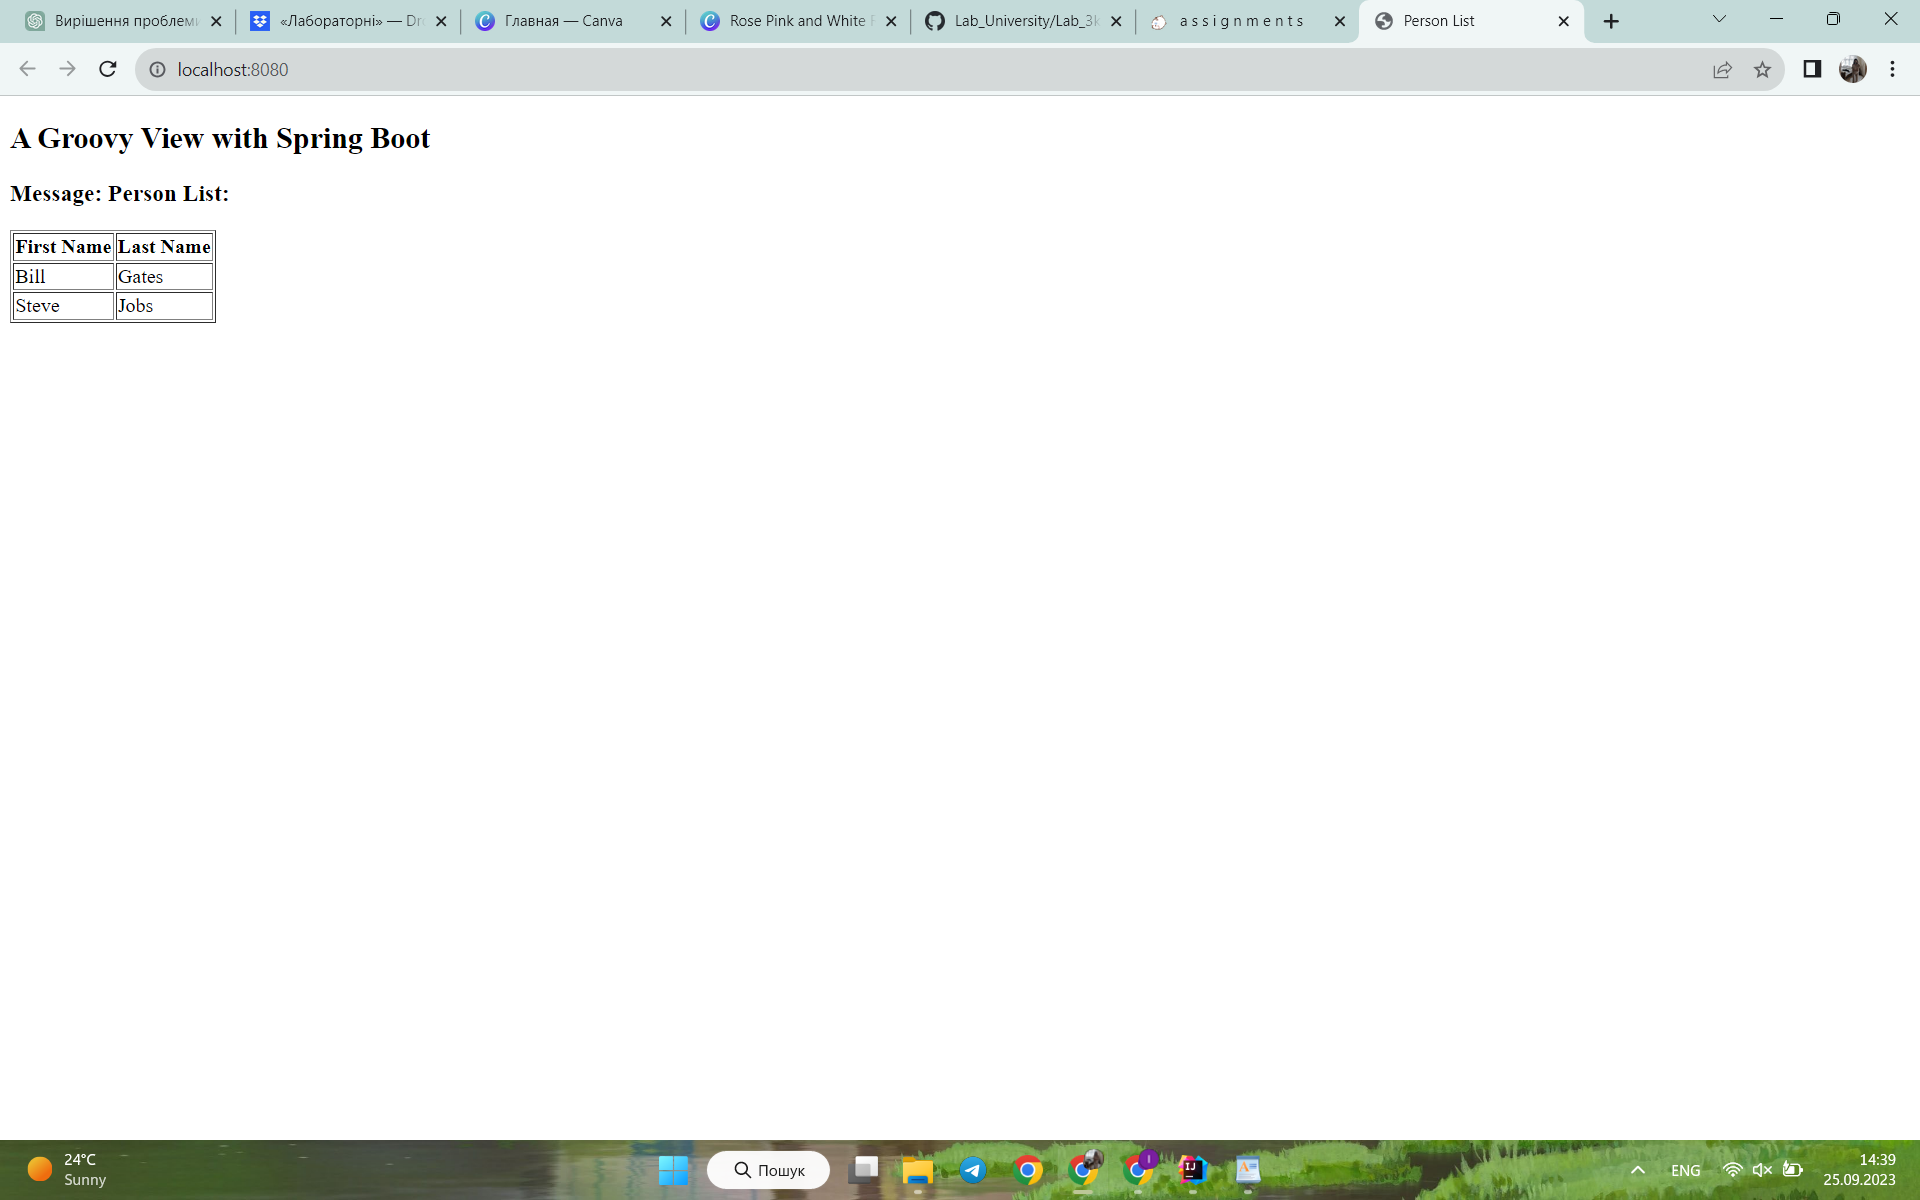 Вирішення проблеми
«Лабораторні» — Dr
Главная — Canva
Rose Pink and White
Lab_University/Lab_3k
a s s i g n m e n t s
Person List
localhost:8080
A Groovy View with Spring Boot
Message: Person List:
First Name Last Name
Bill Gates
Steve Jobs
24°C
Sunny
Пошук
ENG
14:39
25.09.2023